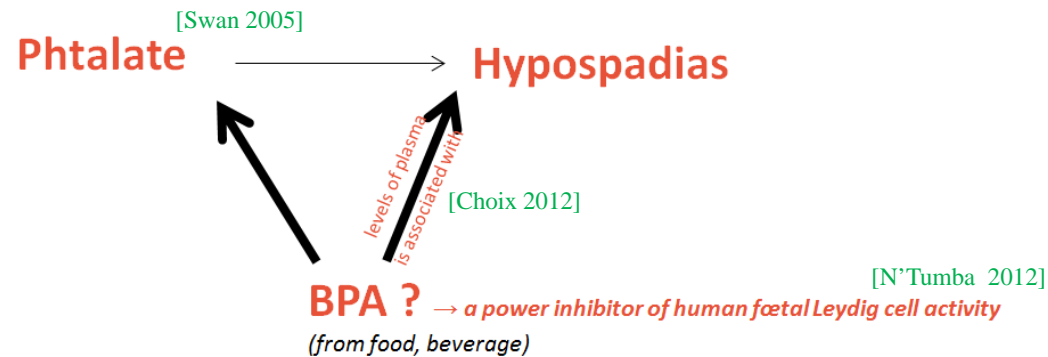 [Swan 2005]
Phtalate
Hypospadias
levels of plasma
is associated with
[Choix 2012]
[N’Tumba 2012]
BPA ? → a power inhibitor of human fœtal Leydig cell activity
(from food, beverage)